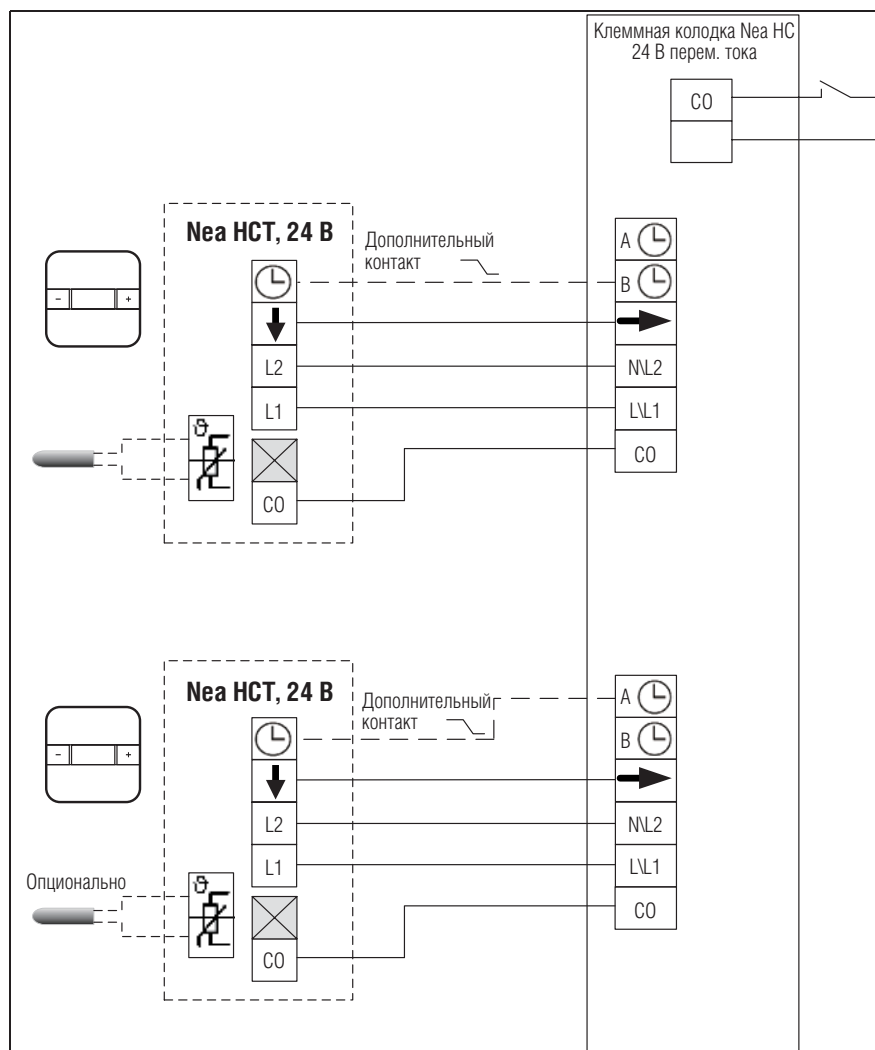 Клеммная колодка Nea HC
24 В перем. тока
CO
Nea HCT, 24 В
Дополнительный
контакт
A
B
- +
L2
N\L2
L1
L\L1
ϑ
CO
CO
Nea HCT, 24 В
Дополнительный
контакт
A
B
- +
L2
N\L2
L1
L\L1
Опционально
ϑ
CO
CO